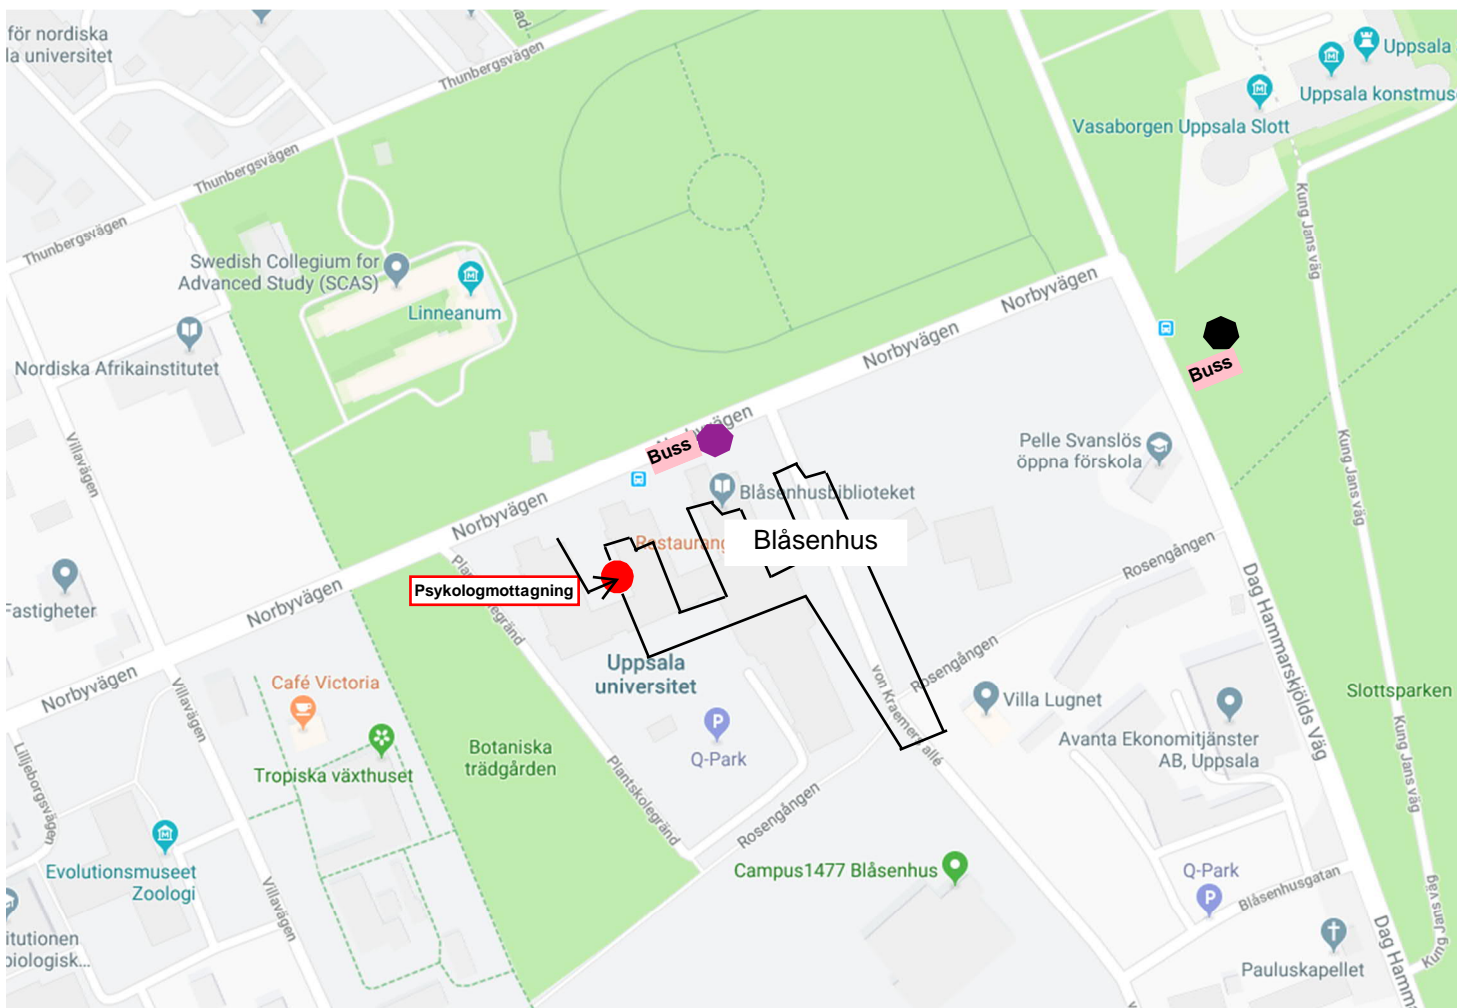 för nordiska
la universitet
Thunbergsvägen
Thunbergsvägen
Thunbergsvägen
Uppsala
Uppsala konstmus
Vasaborgen Uppsala Slott
Kung Jans väg
Swedish Collegium for
Advanced Study (SCAS)
Linneanum
Nordiska Afrikainstitutet
Norbyvägen
Norbyvägen
Buss
Buss
Norbyvägen
Villavägen
Pelle Svanslös
öppna förskola
Kung Jans väg
Blåsenhusbiblioteket
Norbyvägen
Restaurang
Blåsenhus
Rosengången
Dag Hammarskjölds Väg
Fastigheter
Psykologmottagning
Norbyvägen
Plantskolegränd
Uppsala
universitet
von Kraemers allé
Rosengången
Norbyvägen
Villavägen
Café Victoria
Villa Lugnet
Slottsparken
Q-Park
Avanta Ekonomitjänster
AB, Uppsala
Kung Jans väg
Botaniska
trädgården
Tropiska växthuset
Liljeborgsvägen
Plantskolegränd
Rosengången
Evolutionsmuseet
Zoologi
Villavägen
Campus1477 Blåsenhus
Q-Park
Blåsenhusgatan
Kung Jans väg
itutionen
biologisk...
Pauluskapellet
Dag Hamm